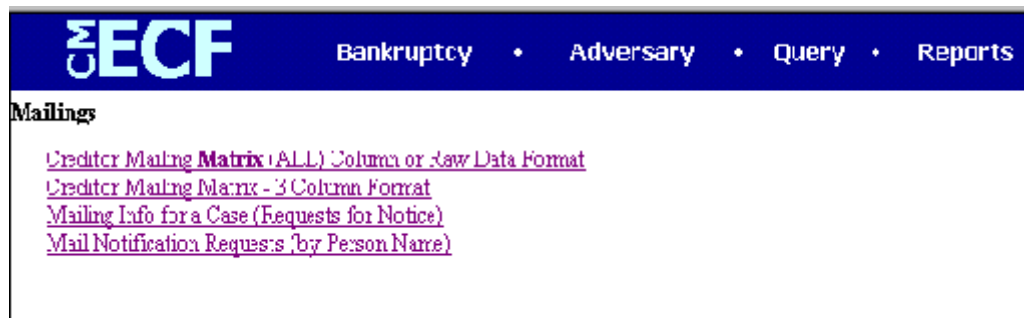 CM ECF Bankruptcy • Adversary • Query • Reports
Mailings
Creditor Mailing Matrix (ALL) Column or Raw Data Format
Creditor Mailing Matrix - 3 Column Format
Mailing Info for a Case (Requests for Notice)
Mail Notification Requests (by Person Name)